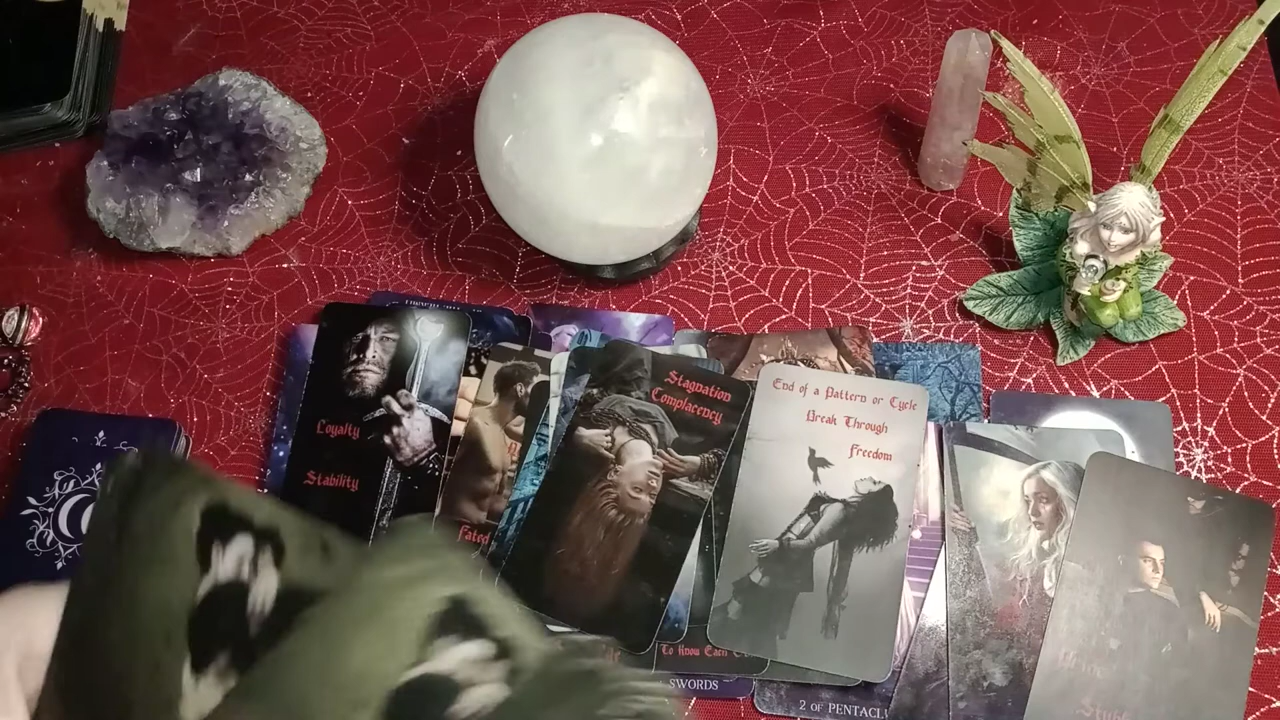 Loyalty
Stability
Fated
Stagnation
Complacency
End of a Pattern or Cycle
Break Through
Freedom
To Know Each
SWORDS
2 OF PENTACL